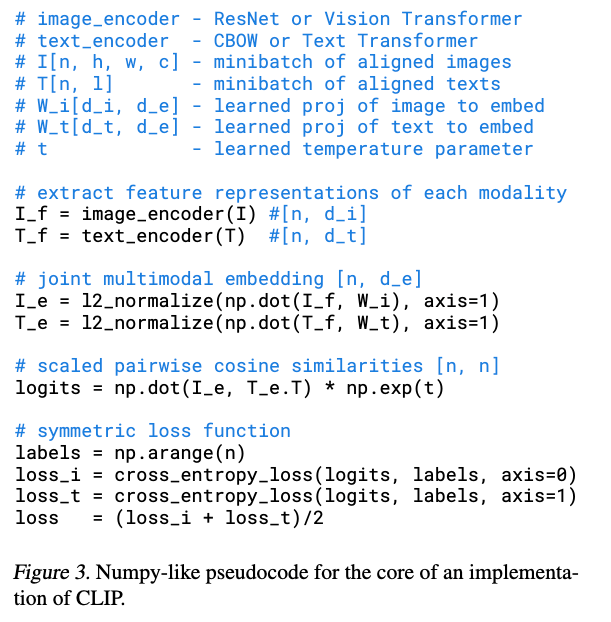 # image_encoder - ResNet or Vision Transformer
# text_encoder  - CBOW or Text Transformer
# I[n, h, w, c] - minibatch of aligned images
# T[n, l]       - minibatch of aligned texts
# W_i[d_i, d_e] - learned proj of image to embed
# W_t[d_t, d_e] - learned proj of text to embed
# t             - learned temperature parameter

# extract feature representations of each modality
I_f = image_encoder(I) #[n, d_i]
T_f = text_encoder(T)  #[n, d_t]

# joint multimodal embedding [n, d_e]
I_e = l2_normalize(np.dot(I_f, W_i), axis=1)
T_e = l2_normalize(np.dot(T_f, W_t), axis=1)

# scaled pairwise cosine similarities [n, n]
logits = np.dot(I_e, T_e.T) * np.exp(t)

# symmetric loss function
labels = np.arange(n)
loss_i = cross_entropy_loss(logits, labels, axis=0)
loss_t = cross_entropy_loss(logits, labels, axis=1)
loss   = (loss_i + loss_t)/2

Figure 3. Numpy-like pseudocode for the core of an implementa-
tion of CLIP.